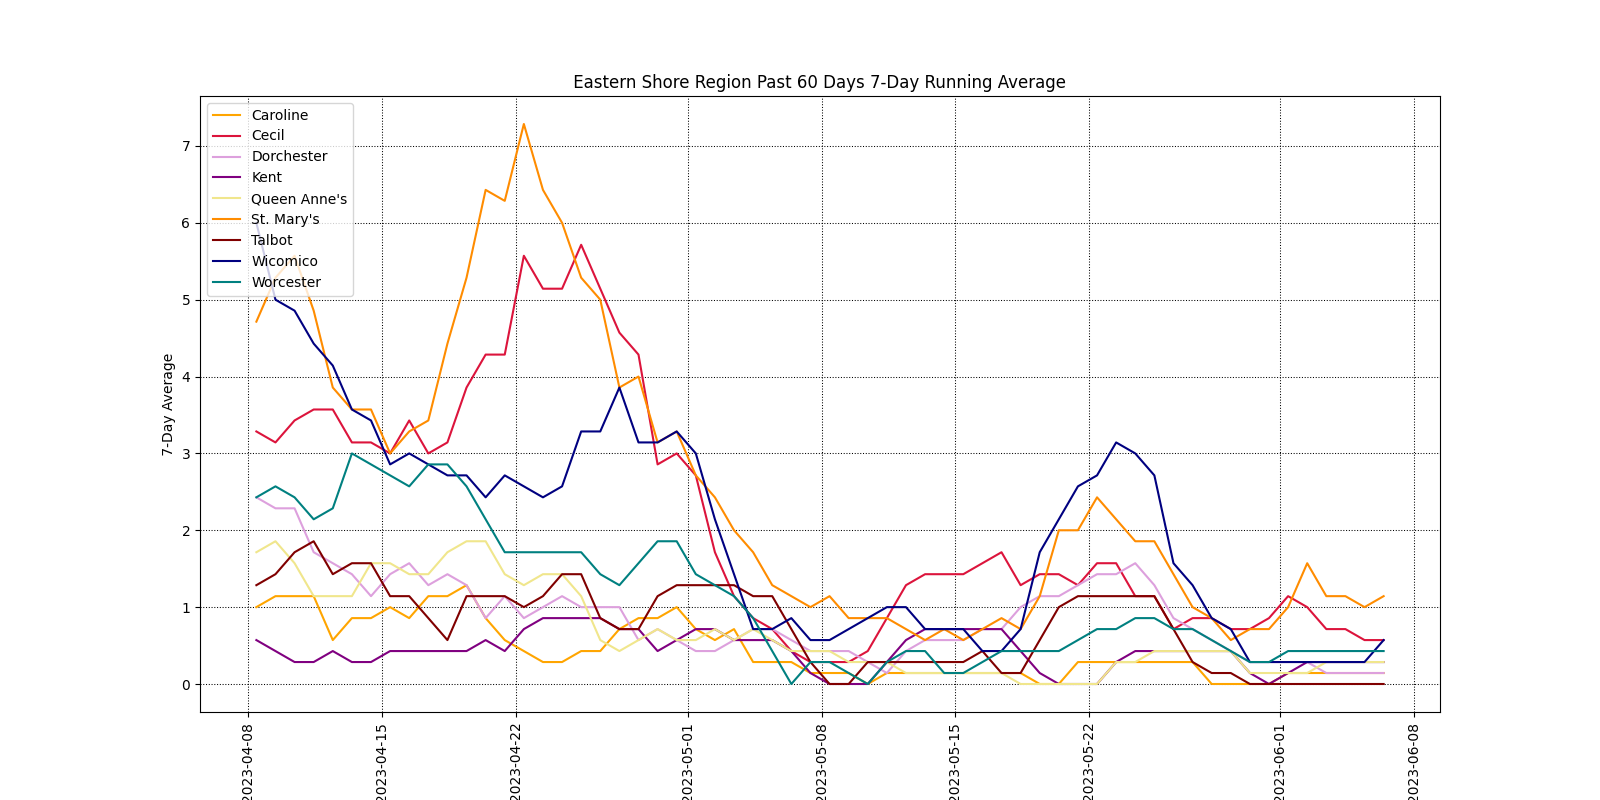 Eastern Shore Region Past 60 Days 7-Day Running Average
Caroline
Cecil
Dorchester
Kent
Queen Anne's
St. Mary's
Talbot
Wicomico
Worcester
7-Day Average
7
6
5
4
3
2
1
0
2023-04-08
2023-04-15
2023-04-22
2023-05-01
2023-05-08
2023-05-15
2023-05-22
2023-06-01
2023-06-08